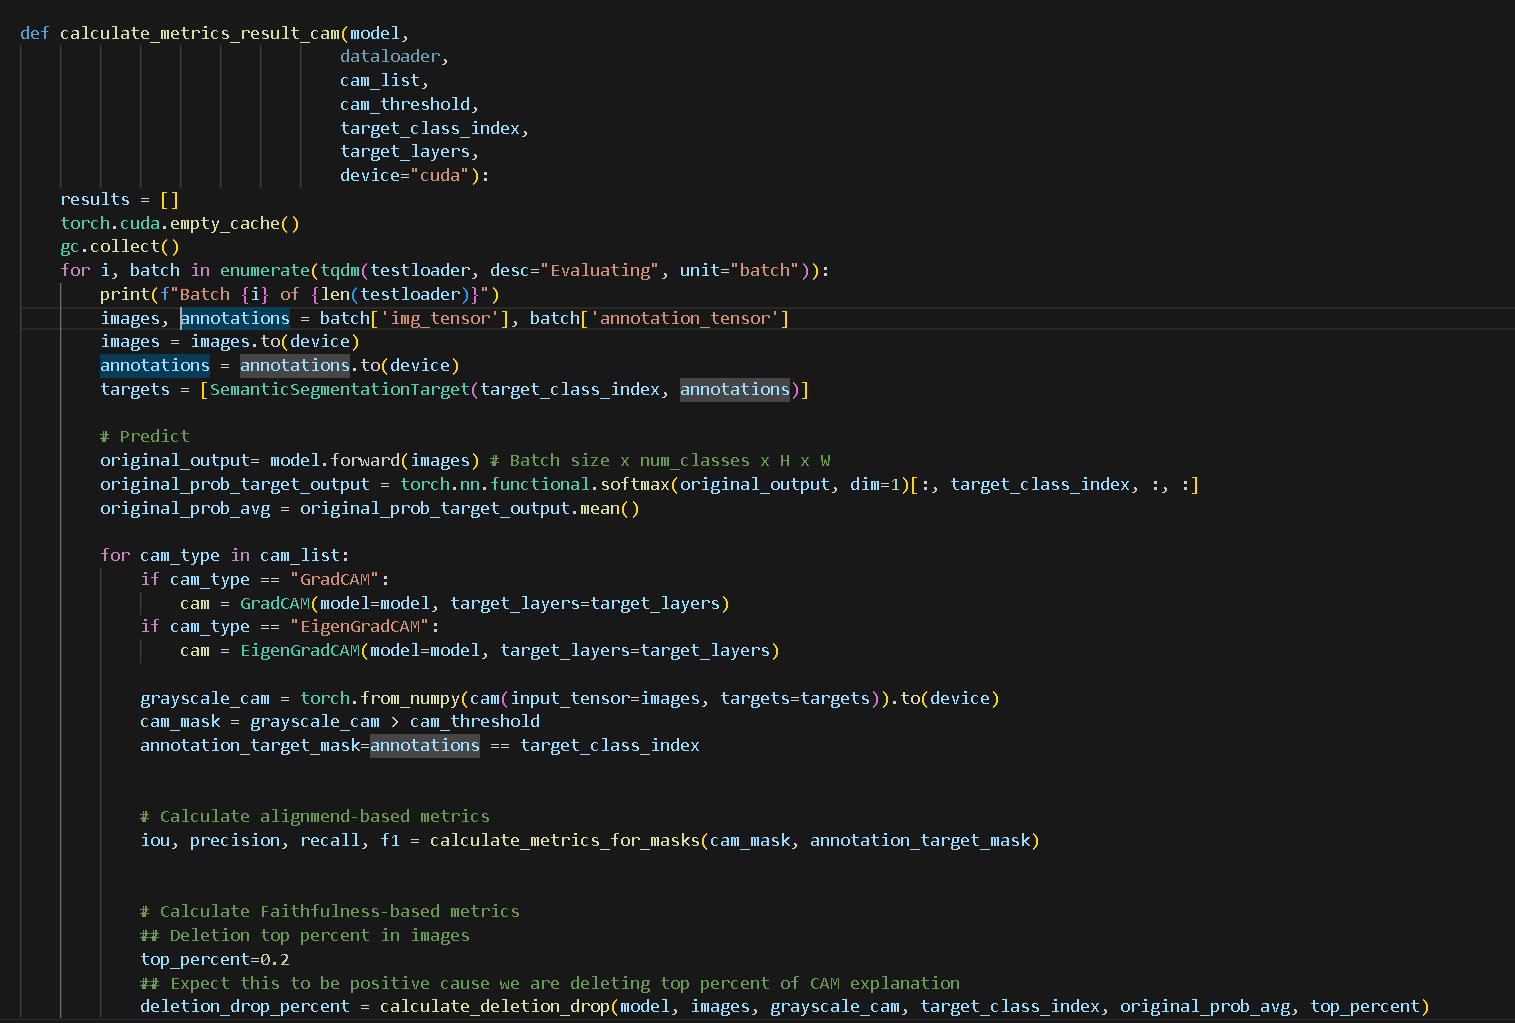 def calculate_metrics_result_cam(model,
dataloader,
cam_list,
cam_threshold,
target_class_index,
target_layers,
device="cuda"):
results = []
torch.cuda.empty_cache()
gc.collect()
for i, batch in enumerate(tqdm(testloader, desc="Evaluating", unit="batch")):
print(f"Batch {i} of {len(testloader)}")
images, annotations = batch['img_tensor'], batch['annotation_tensor']
images = images.to(device)
annotations = annotations.to(device)
targets = [SemanticSegmentationTarget(target_class_index, annotations)]
# Predict
original_output= model.forward(images) # Batch size x num_classes x H x W
original_prob_target_output = torch.nn.functional.softmax(original_output, dim=1)[:, target_class_index, :, :]
original_prob_avg = original_prob_target_output.mean()
for cam_type in cam_list:
if cam_type == "GradCAM":
cam = GradCAM(model=model, target_layers=target_layers)
if cam_type == "EigenGradCAM":
cam = EigenGradCAM(model=model, target_layers=target_layers)
grayscale_cam = torch.from_numpy(cam(input_tensor=images, targets=targets)).to(device)
cam_mask = grayscale_cam > cam_threshold
annotation_target_mask=annotations == target_class_index
# Calculate alignmend-based metrics
iou, precision, recall, f1 = calculate_metrics_for_masks(cam_mask, annotation_target_mask)
# Calculate Faithfulness-based metrics
## Deletion top percent in images
top_percent=0.2
## Expect this to be positive cause we are deleting top percent of CAM explanation
deletion_drop_percent = calculate_deletion_drop(model, images, grayscale_cam, target_class_index, original_prob_avg, top_percent)